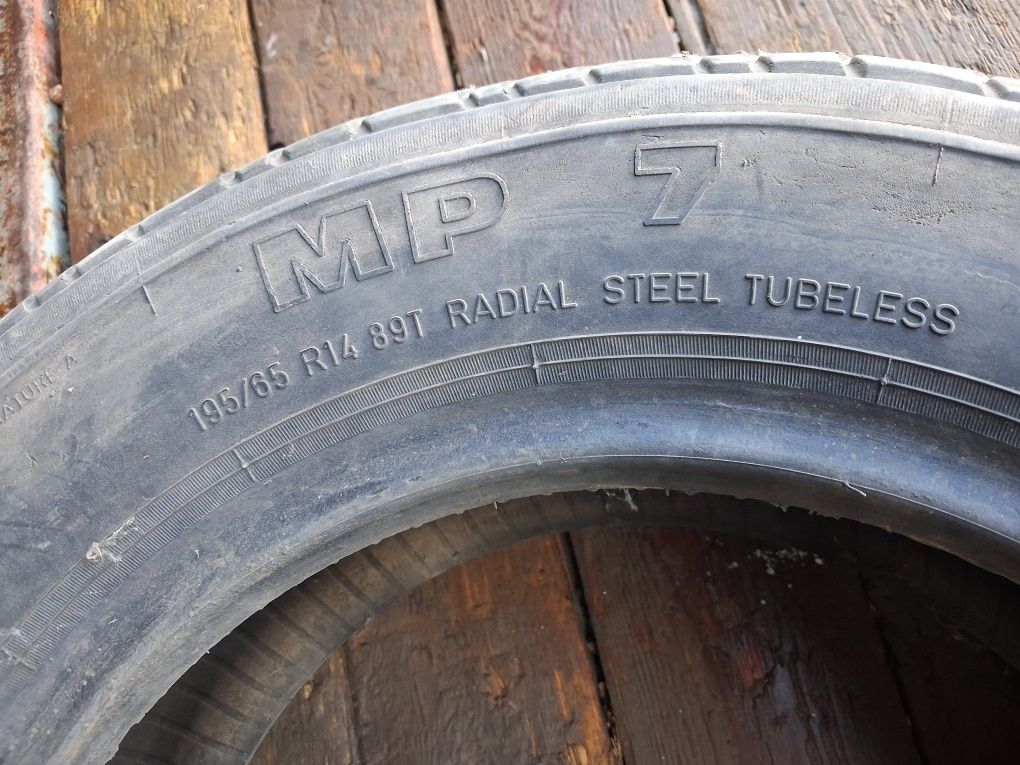 MP 7
195/65 R14 89T RADIAL STEEL TUBELESS